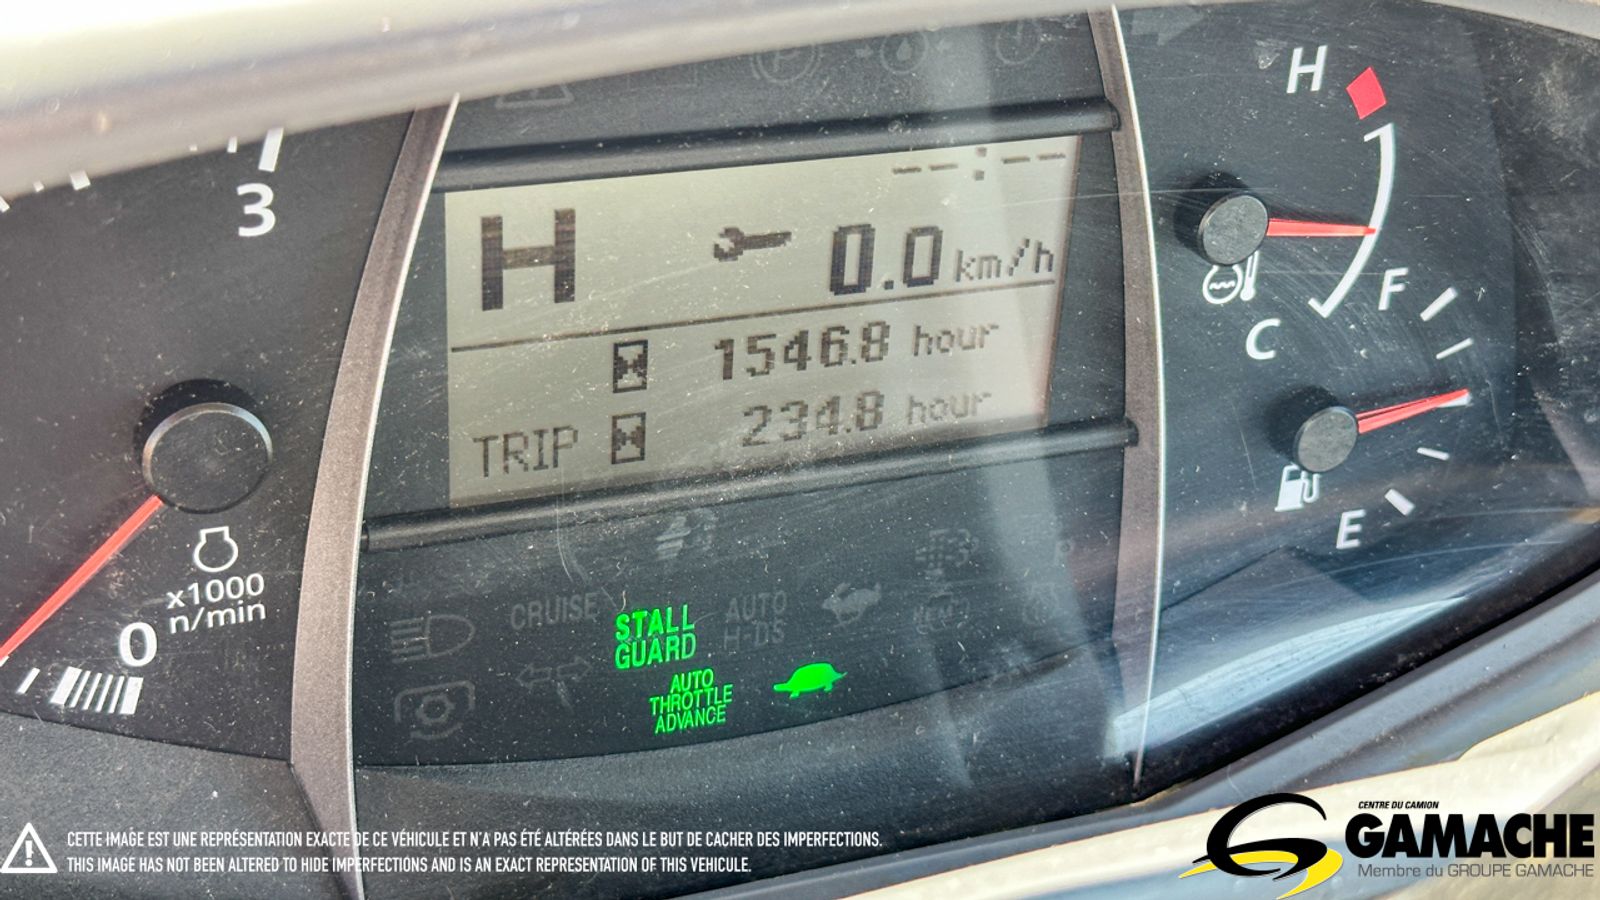 --:--
H 0.0 km/h
1546.8 hour
TRIP 234.8 hour
3
x1000
n/min
0
H
C
F
E
CRUISE
STALL
GUARD
AUTO
H-DS
AUTO
THROTTLE
ADVANCE
CETTE IMAGE EST UNE REPRÉSENTATION EXACTE DE CE VÉHICULE ET N'A PAS ÉTÉ ALTÉRÉES DANS LE BUT DE CACHER DES IMPERFECTIONS.
THIS IMAGE HAS NOT BEEN ALTERED TO HIDE IMPERFECTIONS AND IS AN EXACT REPRESENTATION OF THIS VEHICULE.
CENTRE DU CAMION
GAMACHE
Membre du GROUPE GAMACHE